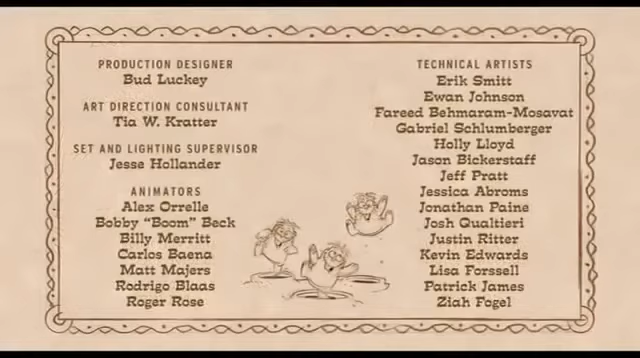 PRODUCTION DESIGNER
Bud Luckey
ART DIRECTION CONSULTANT
Tia W. Kratter
SET AND LIGHTING SUPERVISOR
Jesse Hollander
ANIMATORS
Alex Orrelle
Bobby “Boom” Beck
Billy Merritt
Carlos Baena
Matt Majers
Rodrigo Blaas
Roger Rose
TECHNICAL ARTISTS
Erik Smitt
Ewan Johnson
Fareed Behmaram-Mosavat
Gabriel Schlumberger
Holly Lloyd
Jason Bickerstaff
Jeff Pratt
Jessica Abroms
Jonathan Paine
Josh Qualtieri
Justin Ritter
Kevin Edwards
Lisa Forssell
Patrick James
Ziah Fogel